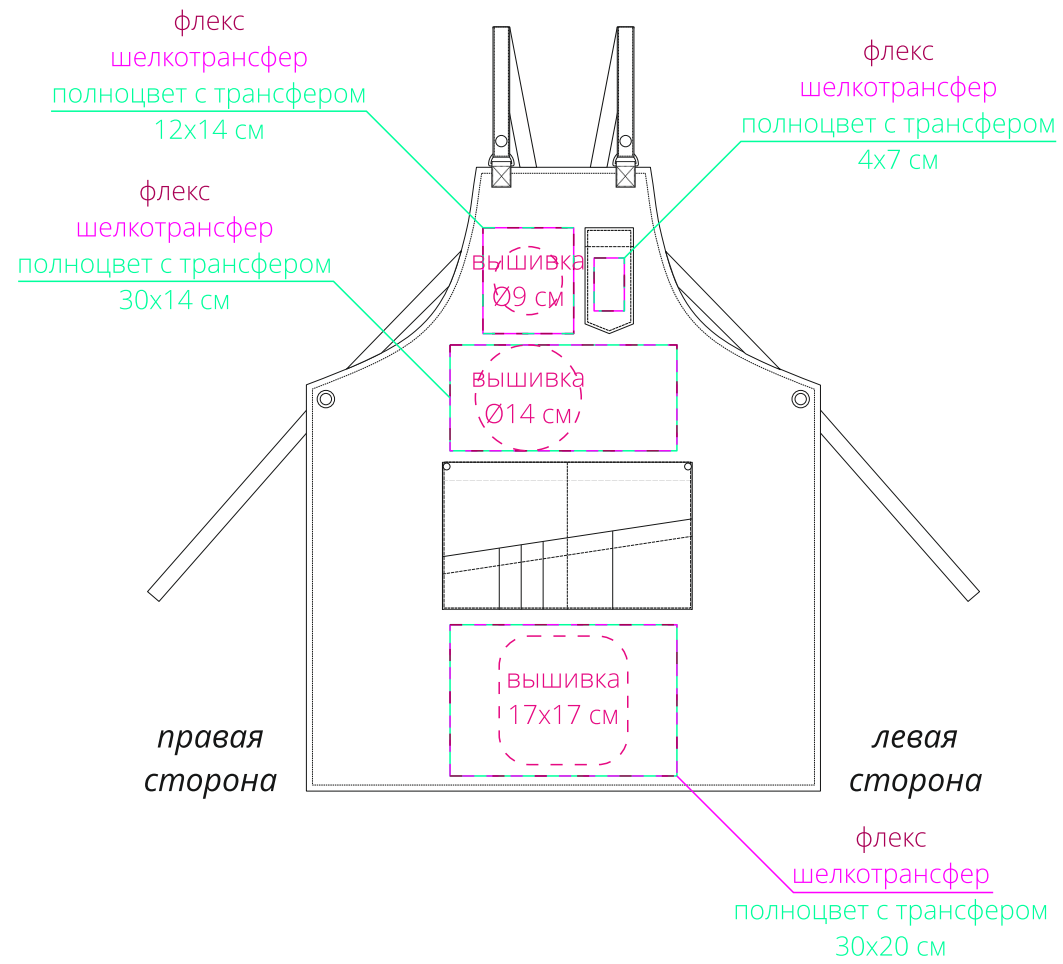 флекс
шелкотрансфер
полноцвет с трансфером
12х14 см
флекс
шелкотрансфер
полноцвет с трансфером
4х7 см
флекс
шелкотрансфер
полноцвет с трансфером
30х14 см
вышивка
Ø9 см
вышивка
Ø14 см
вышивка
17х17 см
правая
сторона
левая
сторона
флекс
шелкотрансфер
полноцвет с трансфером
30х20 см